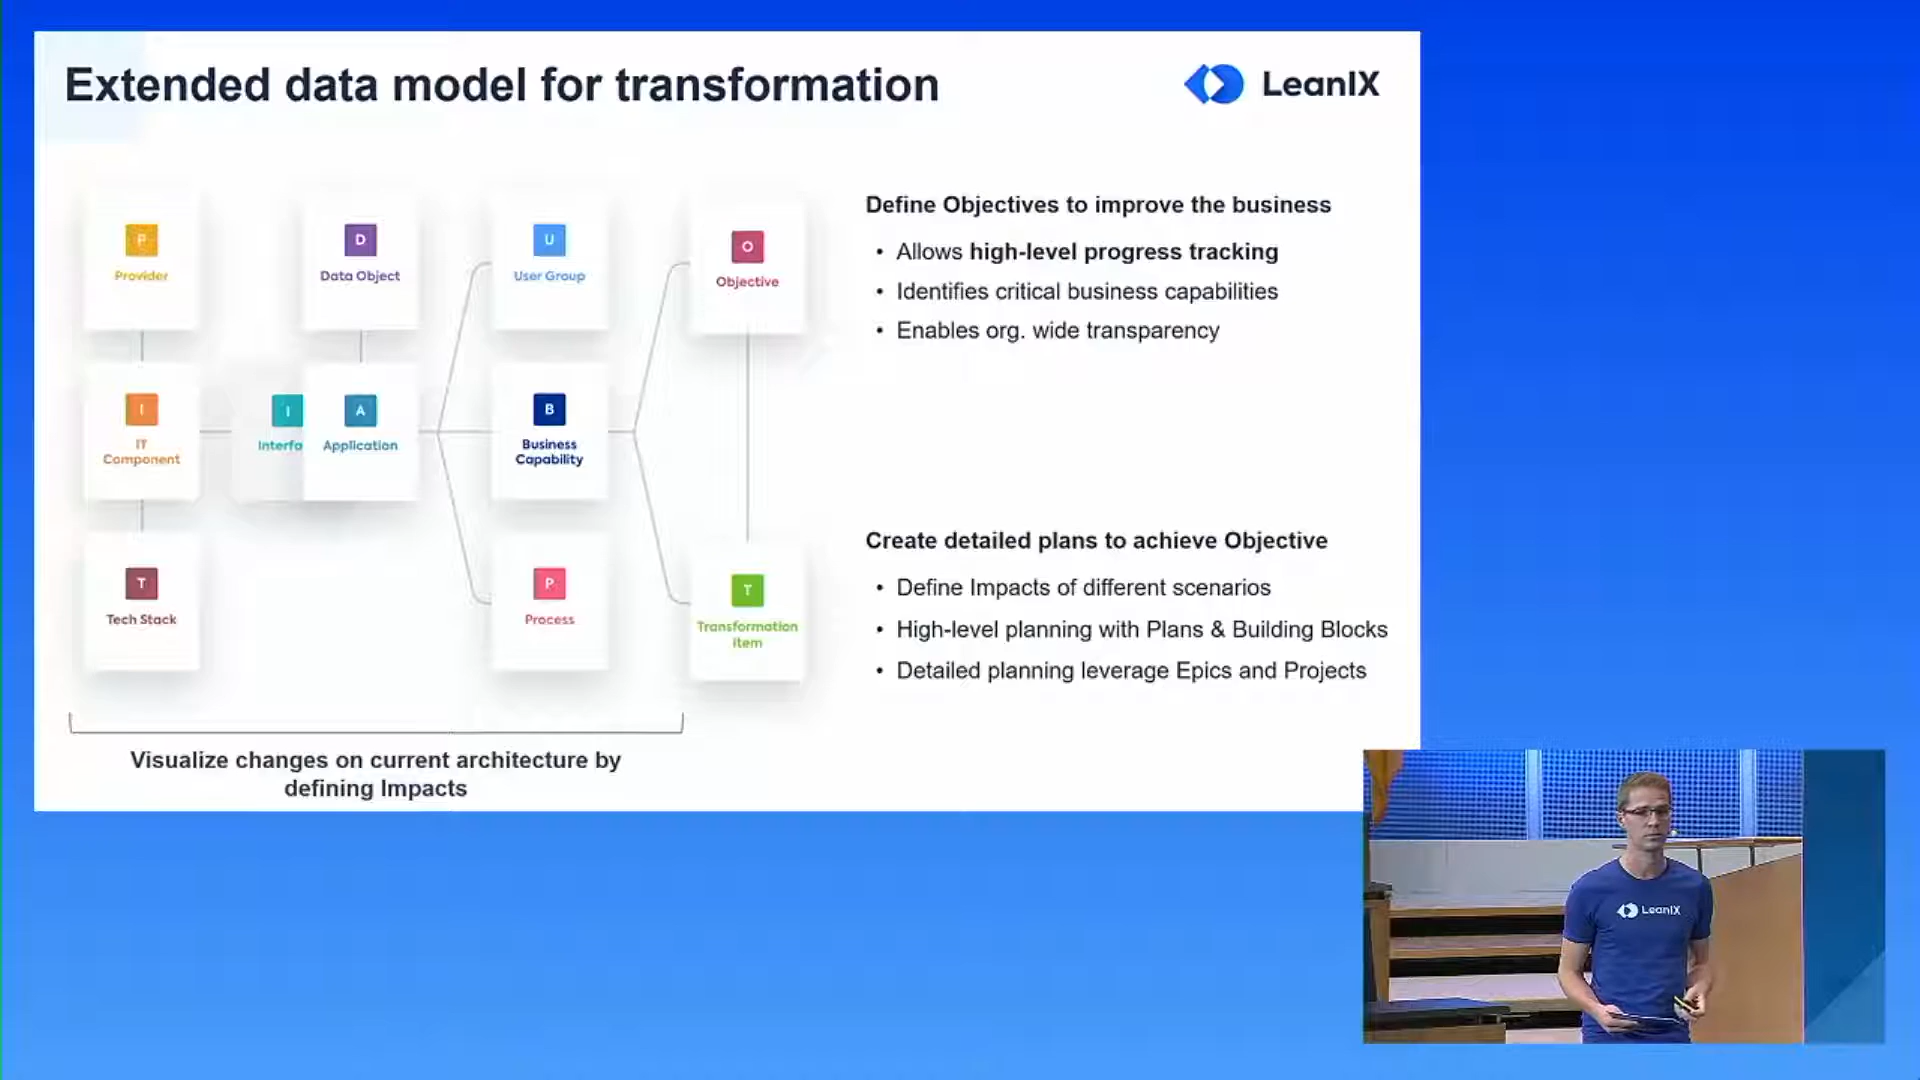 Extended data model for transformation
LeanIX
P
Provider
D
Data Object
U
User Group
O
Objective
I
IT
Component
I
Interfa
A
Application
B
Business
Capability
T
Tech Stack
P
Process
T
Transformation
Item
Visualize changes on current architecture by
defining Impacts
Define Objectives to improve the business
• Allows high-level progress tracking
• Identifies critical business capabilities
• Enables org. wide transparency
Create detailed plans to achieve Objective
• Define Impacts of different scenarios
• High-level planning with Plans & Building Blocks
• Detailed planning leverage Epics and Projects
LeanIX